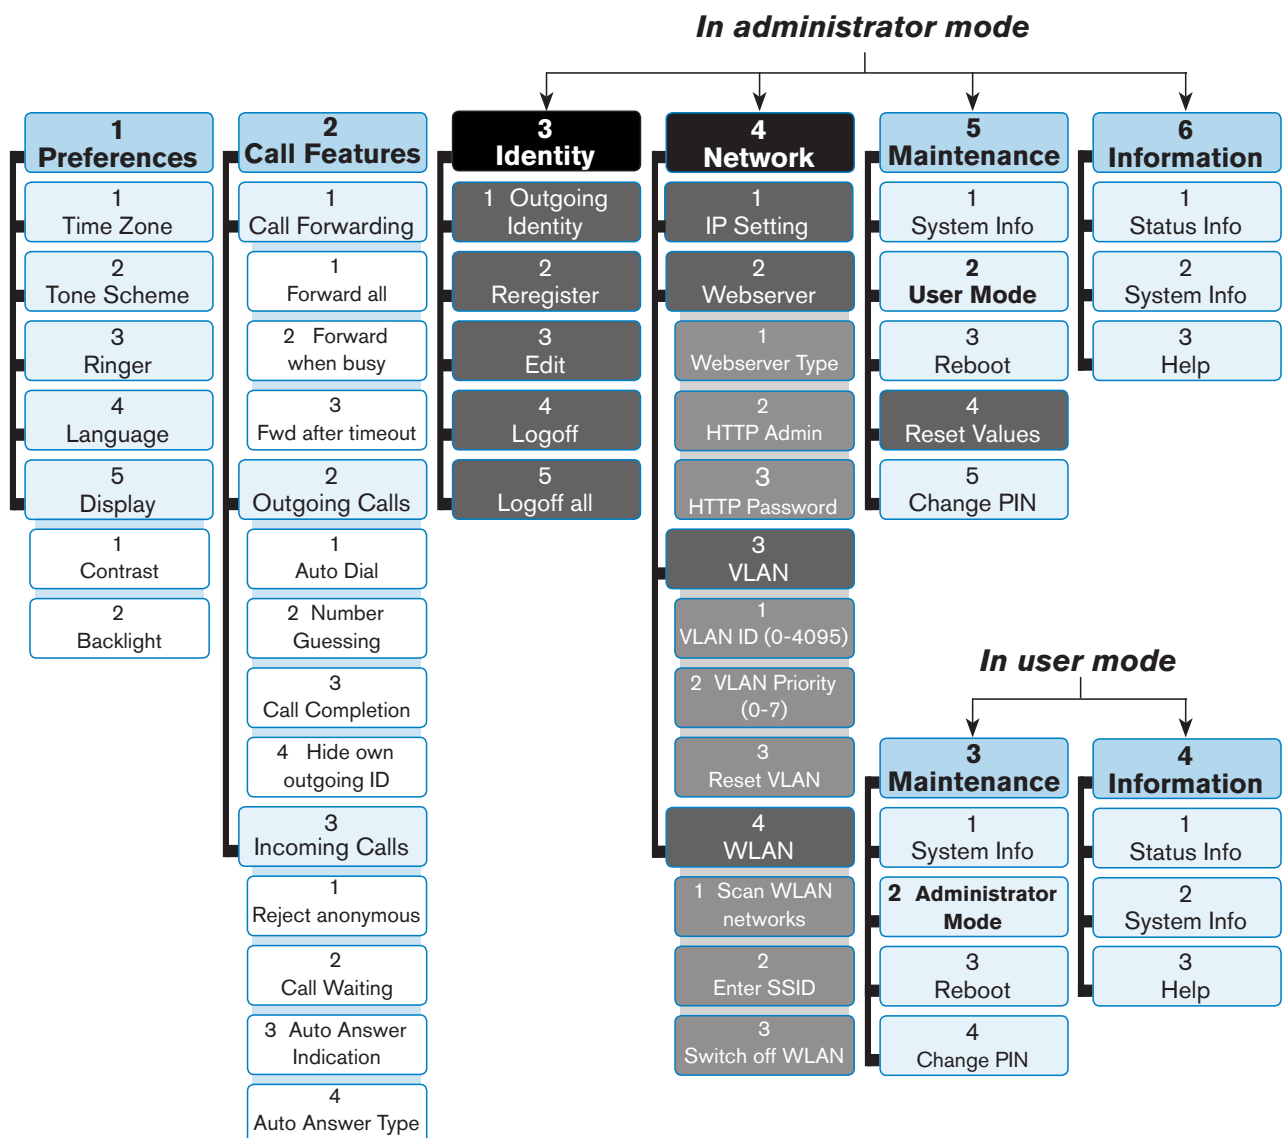 In administrator mode
1
Preferences
1
Time Zone
2
Tone Scheme
3
Ringer
4
Language
5
Display
1
Contrast
2
Backlight
2
Call Features
1
Call Forwarding
1
Forward all
2 Forward
when busy
3
Fwd after timeout
2
Outgoing Calls
1
Auto Dial
2 Number
Guessing
3
Call Completion
4 Hide own
outgoing ID
3
Incoming Calls
1
Reject anonymous
2
Call Waiting
3 Auto Answer
Indication
4
Auto Answer Type
3
Identity
1 Outgoing
Identity
2
Reregister
3
Edit
4
Logoff
5
Logoff all
4
Network
1
IP Setting
2
Webserver
1
Webserver Type
2
HTTP Admin
3
HTTP Password
3
VLAN
1
VLAN ID (0-4095)
2 VLAN Priority
(0-7)
3
Reset VLAN
4
WLAN
1 Scan WLAN
networks
2
Enter SSID
3
Switch off WLAN
5
Maintenance
1
System Info
2
User Mode
3
Reboot
4
Reset Values
5
Change PIN
6
Information
1
Status Info
2
System Info
3
Help
In user mode
3
Maintenance
1
System Info
2 Administrator
Mode
3
Reboot
4
Change PIN
4
Information
1
Status Info
2
System Info
3
Help